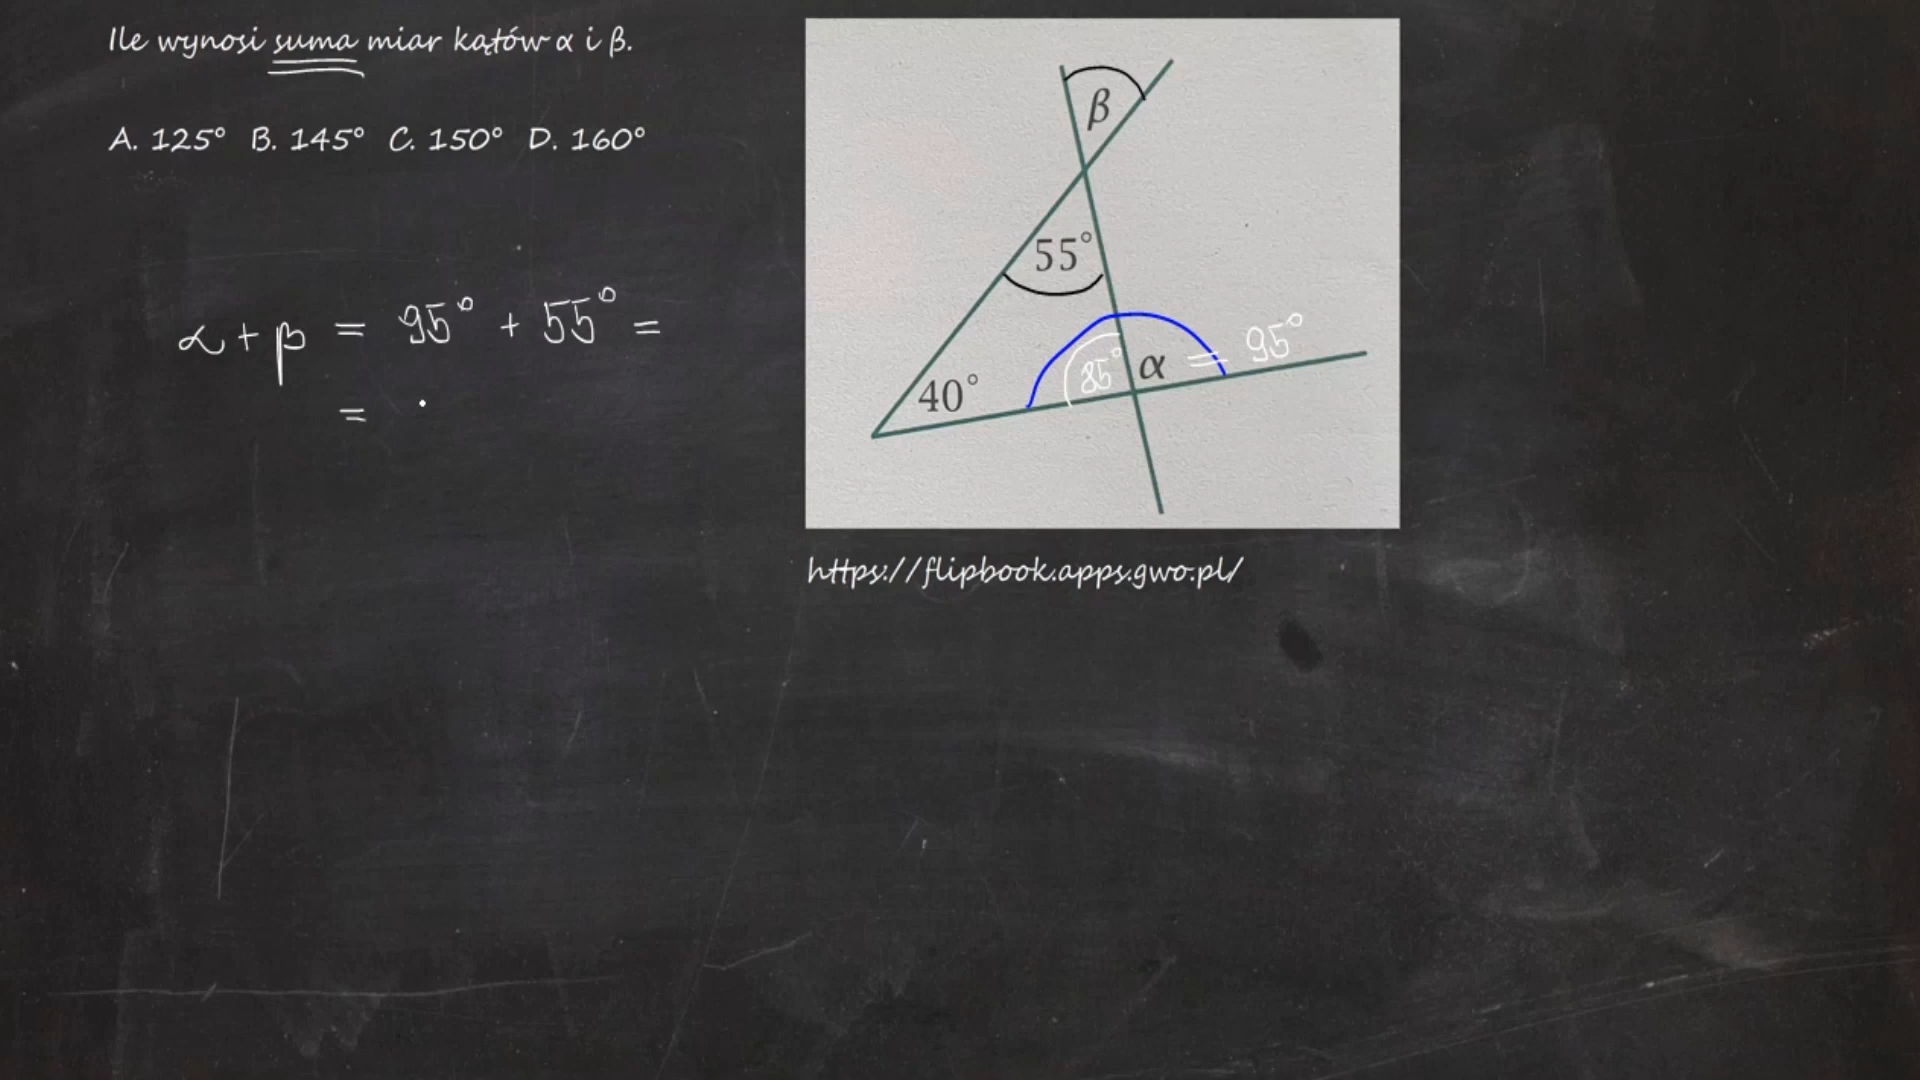 Ile wynosi suma miar kątów α i β.
A. 125° B. 145° C. 150° D. 160°
α + β = 95° + 55° =
=
β
55°
40°
85°
α = 95°
https://flipbook.apps.gwo.pl/